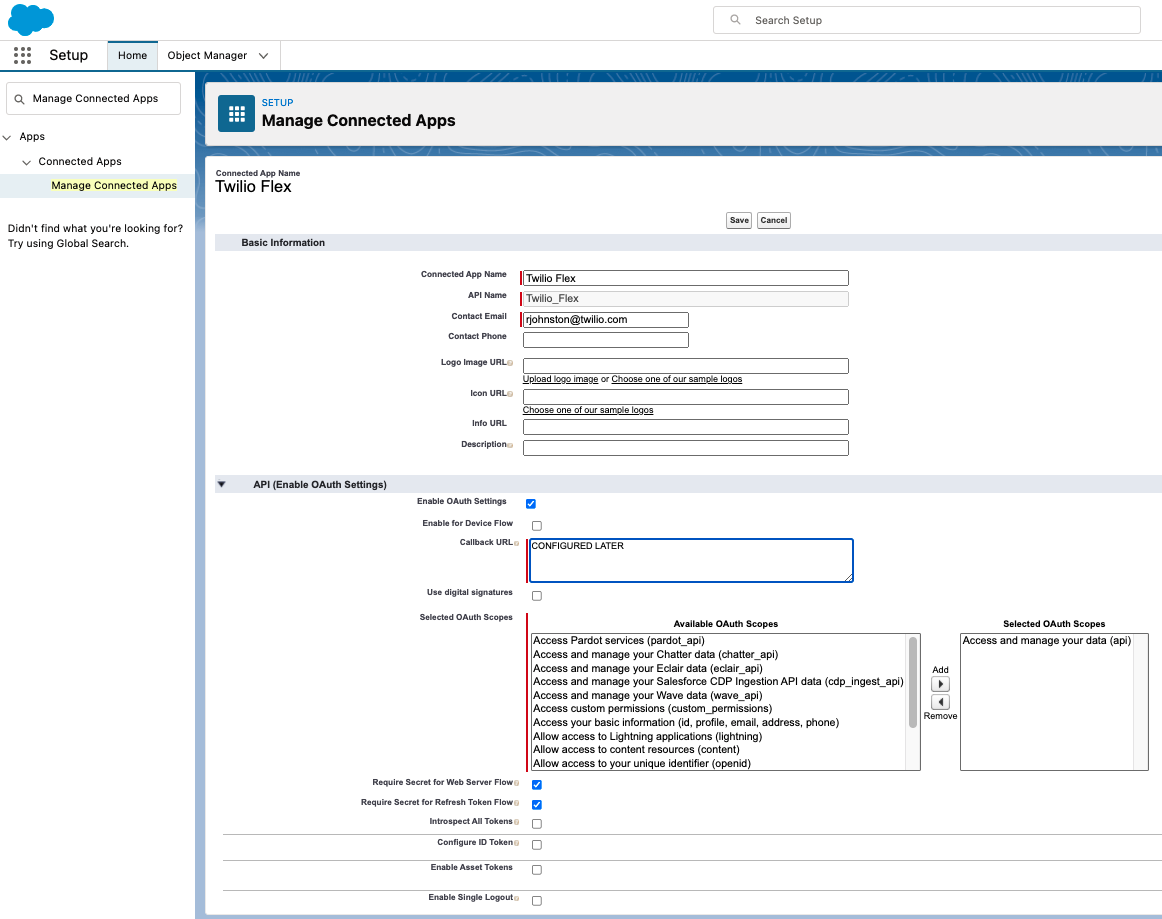 Search Setup
Setup
Home
Object Manager
Manage Connected Apps
Apps
Connected Apps
Manage Connected Apps
Didn't find what you're looking for?
Try using Global Search.
SETUP
Manage Connected Apps
Connected App Name
Twilio Flex
Save Cancel
Basic Information
Connected App Name Twilio Flex
API Name Twilio_Flex
Contact Email rjohnston@twilio.com
Contact Phone
Logo Image URL
Upload logo image or Choose one of our sample logos
Icon URL
Choose one of our sample logos
Info URL
Description
API (Enable OAuth Settings)
Enable OAuth Settings
Enable for Device Flow
Callback URL CONFIGURED LATER
Use digital signatures
Selected OAuth Scopes
Available OAuth Scopes
Access Pardot services (pardot_api)
Access and manage your Chatter data (chatter_api)
Access and manage your Eclair data (eclair_api)
Access and manage your Salesforce CDP Ingestion API data (cdp_ingest_api)
Access and manage your Wave data (wave_api)
Access custom permissions (custom_permissions)
Access your basic information (id, profile, email, address, phone)
Allow access to Lightning applications (lightning)
Allow access to content resources (content)
Allow access to your unique identifier (openid)
Add
Remove
Selected OAuth Scopes
Access and manage your data (api)
Require Secret for Web Server Flow
Require Secret for Refresh Token Flow
Introspect All Tokens
Configure ID Token
Enable Asset Tokens
Enable Single Logout